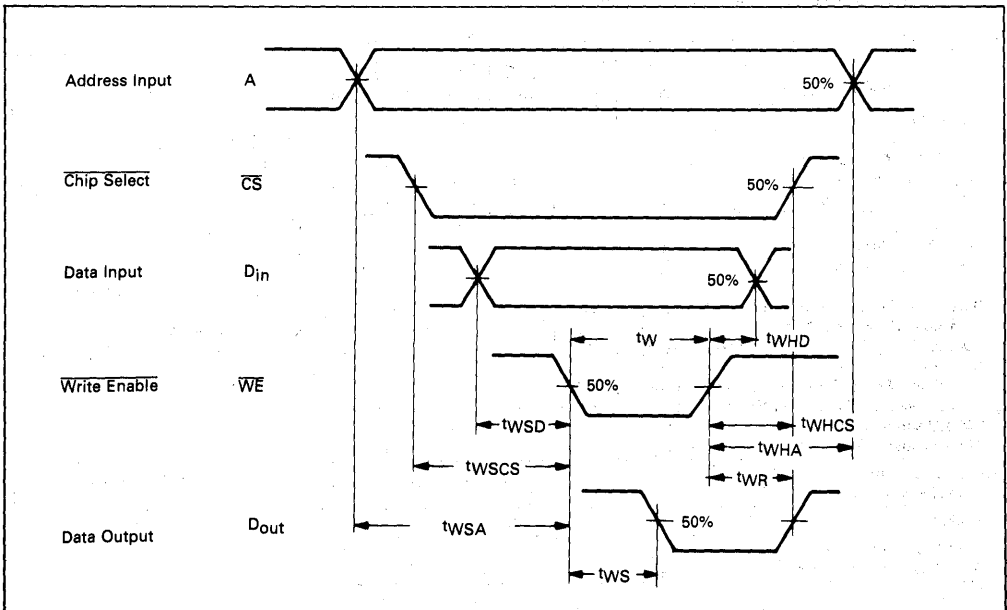 Address Input A 50%
Chip Select CS 50%
Data Input Din 50%
tW tWHD
Write Enable WE 50%
tWSD tWHCS
tWHA
tWSCS tWR
Data Output Dout tWSA 50%
tWS